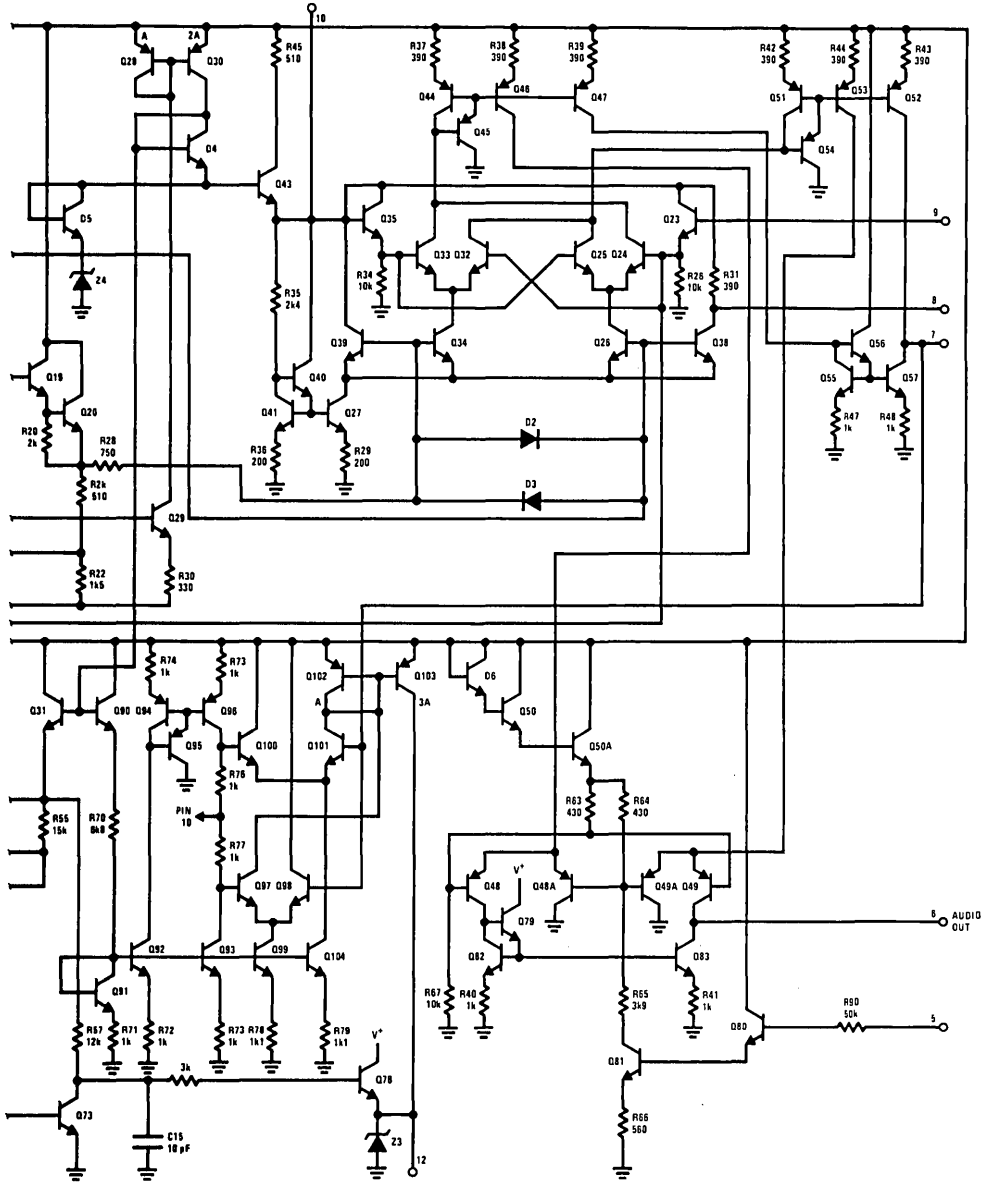 10
A
2A
Q28
Q30
R45
510
R37
390
R38
390
R39
390
R42
390
R44
390
R43
390
Q44
Q46
Q47
Q51
Q53
Q52
Q45
Q54
D4
Q43
D5
Q35
Q23
9
Z4
Q33
Q32
Q25
Q24
R34
10k
R26
10k
R31
390
R35
2k4
8
Q39
Q34
Q26
Q38
Q56
7
Q19
Q20
Q40
Q55
Q57
R20
2k
Q41
Q27
R47
1k
R48
1k
R28
750
R36
200
R29
200
D2
R2k
510
D3
Q29
R22
1k5
R30
330
R74
1k
R73
1k
Q102
Q103
D6
A
3A
Q31
Q90
Q94
Q96
Q50
Q95
Q100
Q101
Q50A
R76
1k
R63
430
R64
430
PIN
10
R55
15k
R70
6k8
R77
1k
Q97
Q98
Q48
V+
Q48A
Q49A
Q49
Q79
6
AUDIO
OUT
Q92
Q93
Q99
Q104
Q82
Q83
Q91
R67
10k
R40
1k
R65
3k9
R41
1k
R90
50k
5
R57
12k
R71
1k
R72
1k
R73
1k
R78
1k1
R79
1k1
V+
Q80
Q81
3k
Q78
Q73
C15
10 pF
Z3
R66
560
12